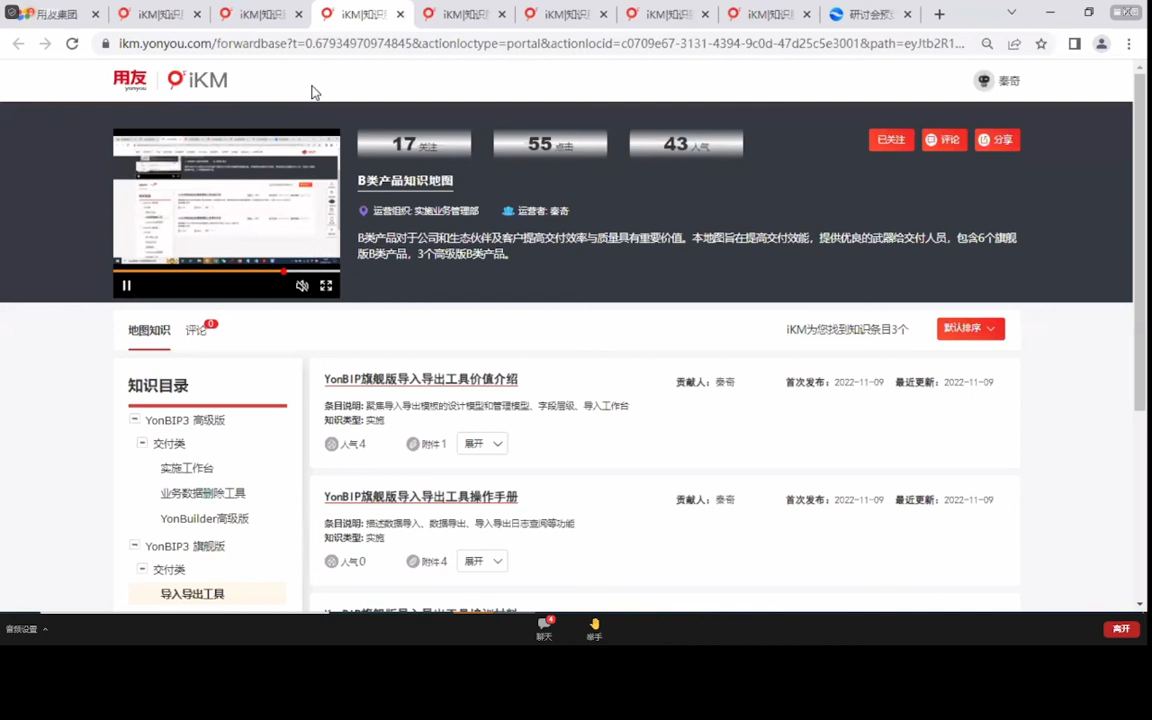 用友集团
iKM|知识
iKM|知识
iKM|知识
iKM|知识
iKM|知识
iKM|知识
iKM|知识
研讨会预
ikm.yonyou.com/forwardbase?t=0.67934970974845&actionloctype=portal&actionlocid=c0709e67-3131-4394-9c0d-47d25c5e3001&path=eyJtb2R1...
用友 yonyou iKM
秦奇
17 关注
55 点击
43 人气
已关注
评论
分享
B类产品知识地图
运营组织: 实施业务管理部 运营者: 秦奇
B类产品对于公司和生态伙伴及客户提高交付效率与质量具有重要价值。本地图旨在提高交付效能，提供优良的武器给交付人员，包含6个旗舰
版B类产品，3个高级版B类产品。
地图知识 评论 0
iKM为您找到知识条目3个
默认排序
知识目录
YonBIP3 高级版
交付类
实施工作台
业务数据删除工具
YonBuilder高级版
YonBIP3 旗舰版
交付类
导入导出工具
YonBIP旗舰版导入导出工具价值介绍
贡献人: 秦奇 首次发布: 2022-11-09 最近更新: 2022-11-09
条目说明: 聚集导入导出模板的设计模型和管理模型、字段层级、导入工作台
知识类型: 实施
人气4 附件1 展开
YonBIP旗舰版导入导出工具操作手册
贡献人: 秦奇 首次发布: 2022-11-09 最近更新: 2022-11-09
条目说明: 描述数据导入、数据导出、导入导出日志查阅等功能
知识类型: 实施
人气0 附件4 展开
音频设置
4
聊天
举手
离开